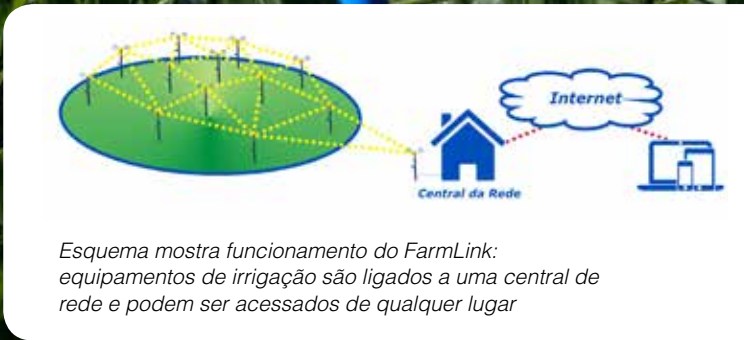 Internet
Central da Rede
Esquema mostra funcionamento do FarmLink:
equipamentos de irrigação são ligados a uma central de
rede e podem ser acessados de qualquer lugar